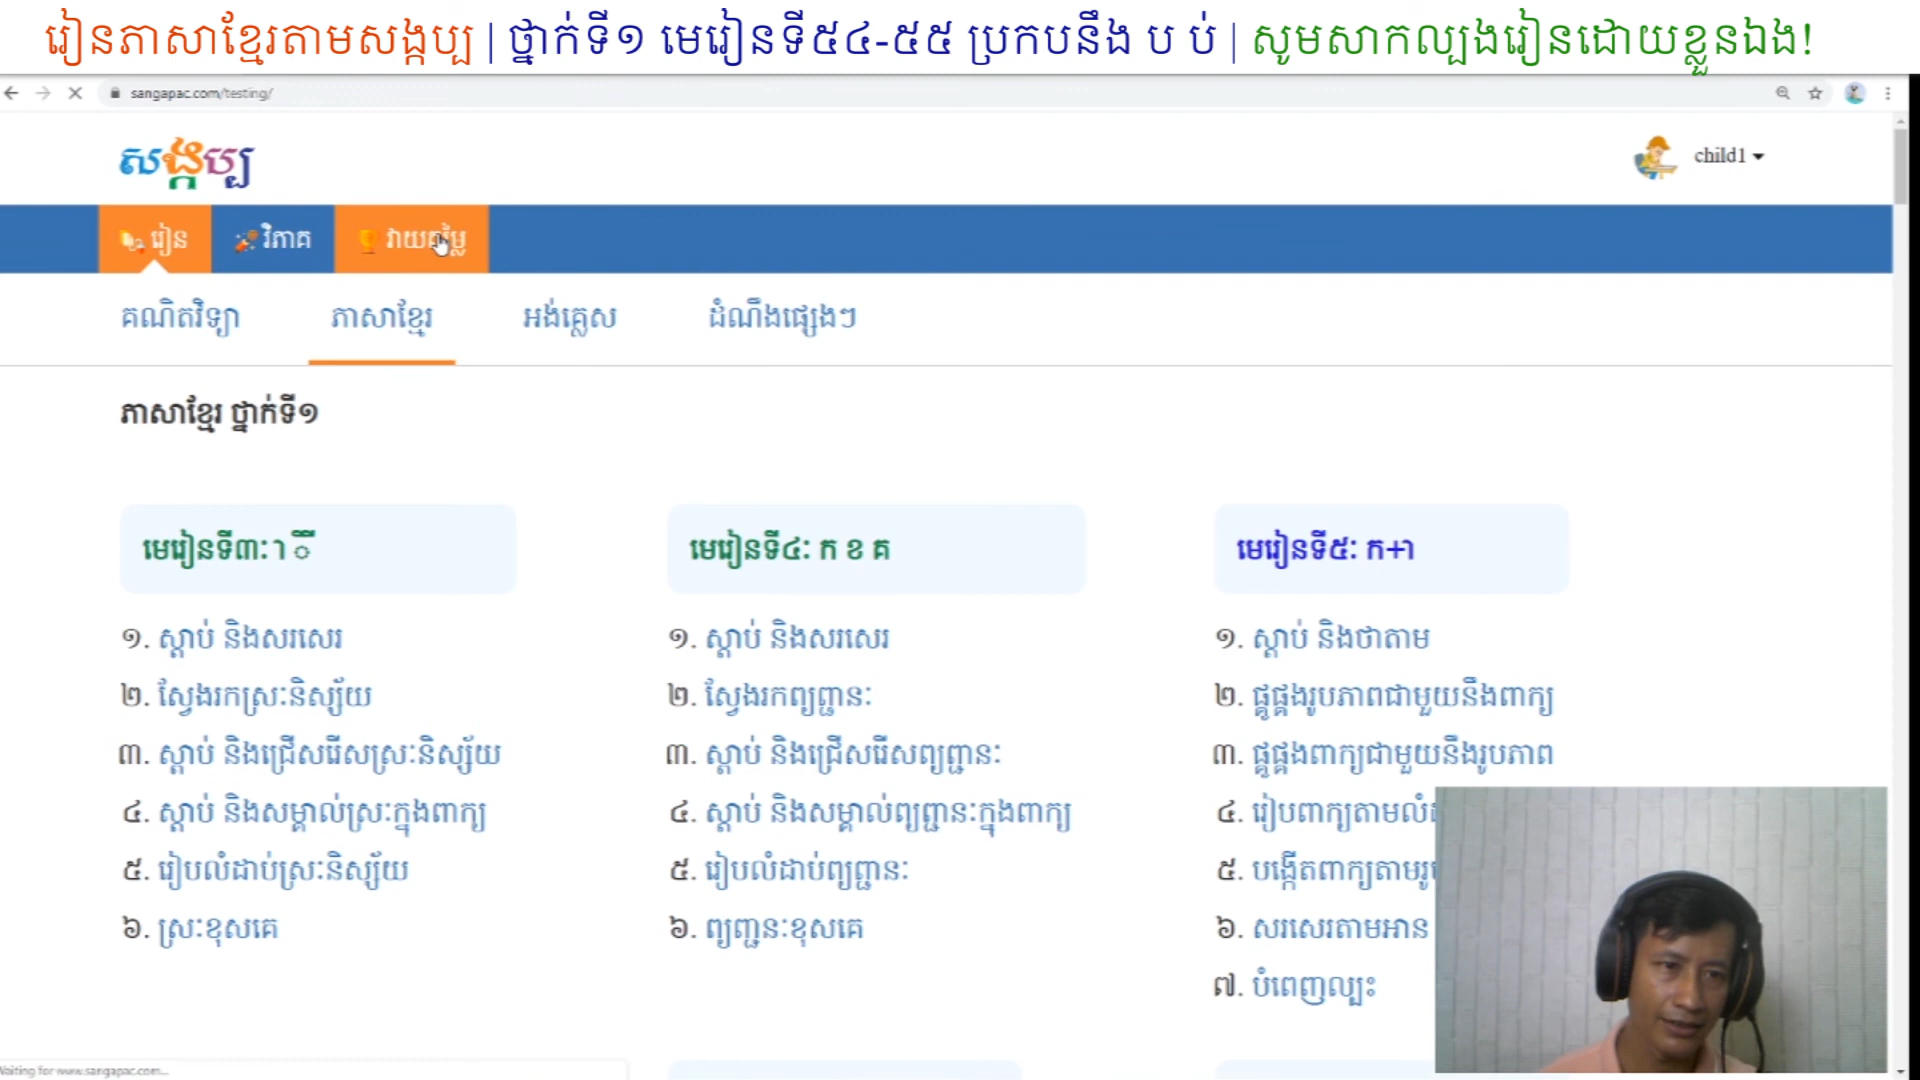 រៀនភាសាខ្មែរតាមសង្កប្ប | ថ្នាក់ទី១ មេរៀនទី៥៤-៥៥ ប្រកបនឹង ប ប់ | សូមសាកល្បងរៀនដោយខ្លួនឯង!
sangapac.com/testing/
សង្កប្ប
child1
រៀន វិភាគ វាយតម្លៃ
គណិតវិទ្យា ភាសាខ្មែរ អង់គ្លេស ដំណឹងផ្សេងៗ
ភាសាខ្មែរ ថ្នាក់ទី១
មេរៀនទី៣: ា ិ ី
១. ស្តាប់ និងសរសេរ
២. ស្វែងរកស្រៈនិស្ស័យ
៣. ស្តាប់ និងជ្រើសរើសស្រៈនិស្ស័យ
៤. ស្តាប់ និងសម្គាល់ស្រៈក្នុងពាក្យ
៥. រៀបលំដាប់ស្រៈនិស្ស័យ
៦. ស្រៈខុសគេ
មេរៀនទី៤: ក ខ គ
១. ស្តាប់ និងសរសេរ
២. ស្វែងរកព្យញ្ជនៈ
៣. ស្តាប់ និងជ្រើសរើសព្យញ្ជនៈ
៤. ស្តាប់ និងសម្គាល់ព្យញ្ជនៈក្នុងពាក្យ
៥. រៀបលំដាប់ព្យញ្ជនៈ
៦. ព្យញ្ជនៈខុសគេ
មេរៀនទី៥: ក+ា
១. ស្តាប់ និងថាតាម
២. ផ្គូផ្គងរូបភាពជាមួយនឹងពាក្យ
៣. ផ្គូផ្គងពាក្យជាមួយនឹងរូបភាព
៤. រៀបពាក្យតាមលំ
៥. បង្កើតពាក្យតាមរូ
៦. សរសេរតាមអាន
៧. បំពេញល្បះ
Waiting for www.sangapac.com...